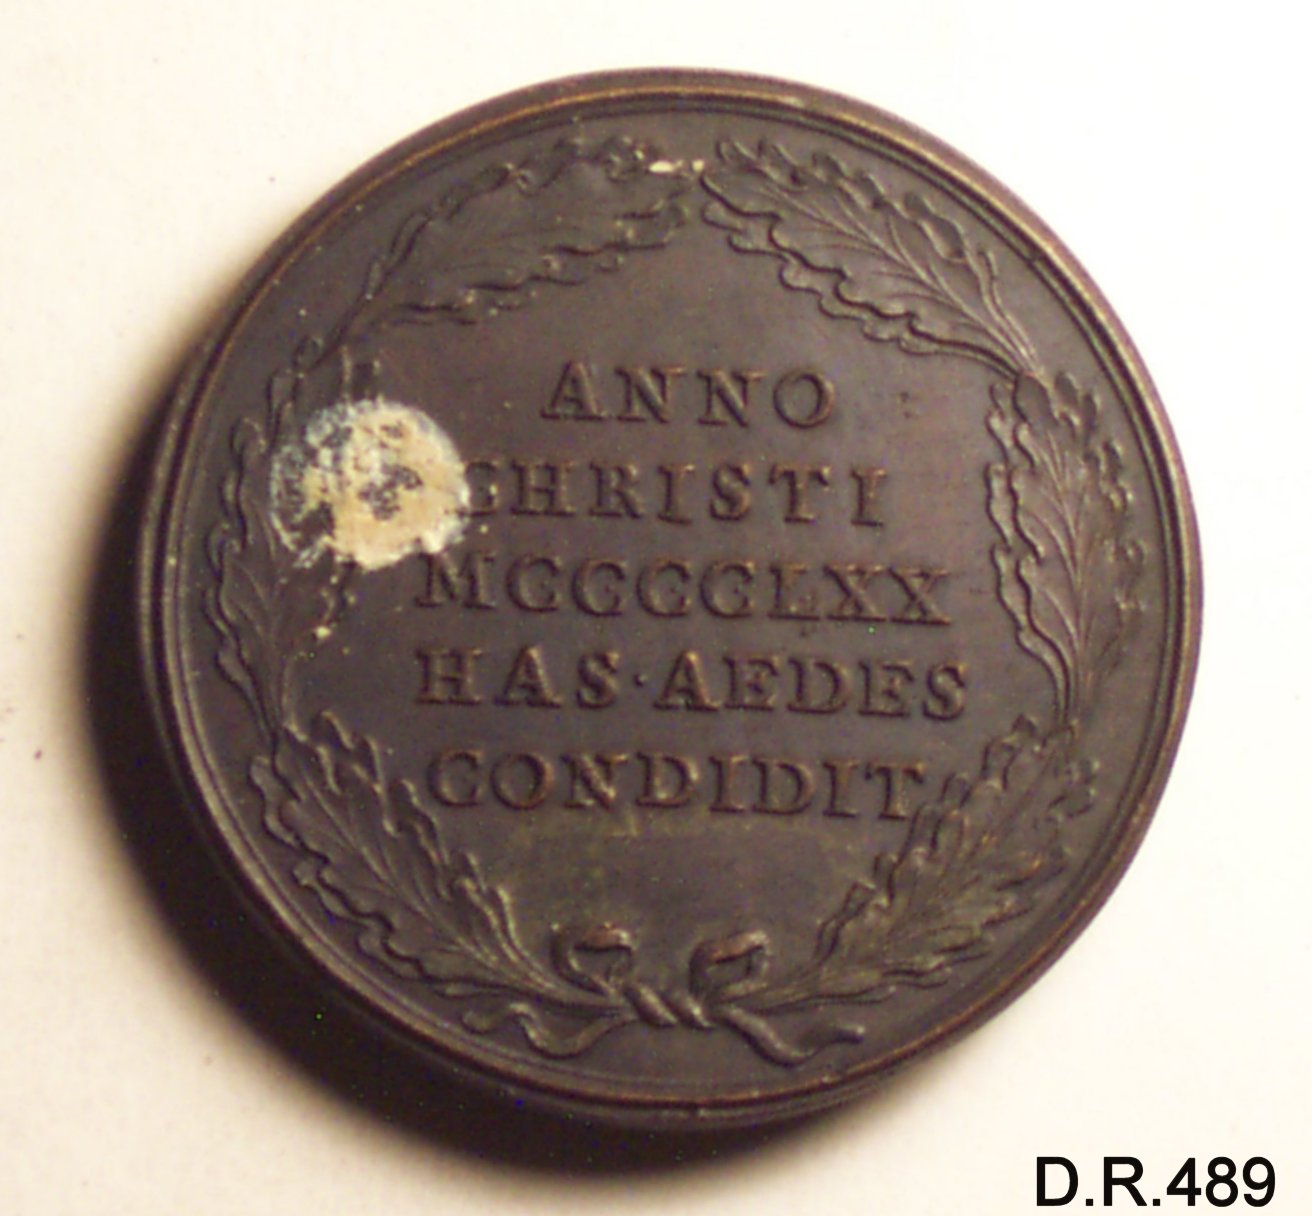 ANNO
CHRISTI
MCCCCLXX
HAS·AEDES
CONDIDIT
D.R.489